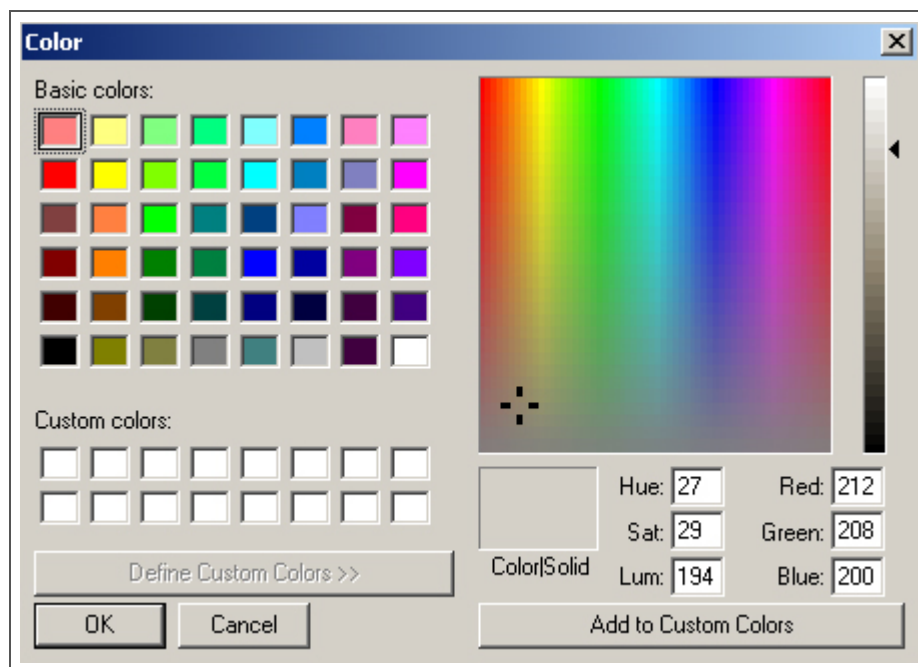 Color
Basic colors:
Custom colors:
Define Custom Colors >>
OK Cancel
Color|Solid
Hue: 27 Red: 212
Sat: 29 Green: 208
Lum: 194 Blue: 200
Add to Custom Colors